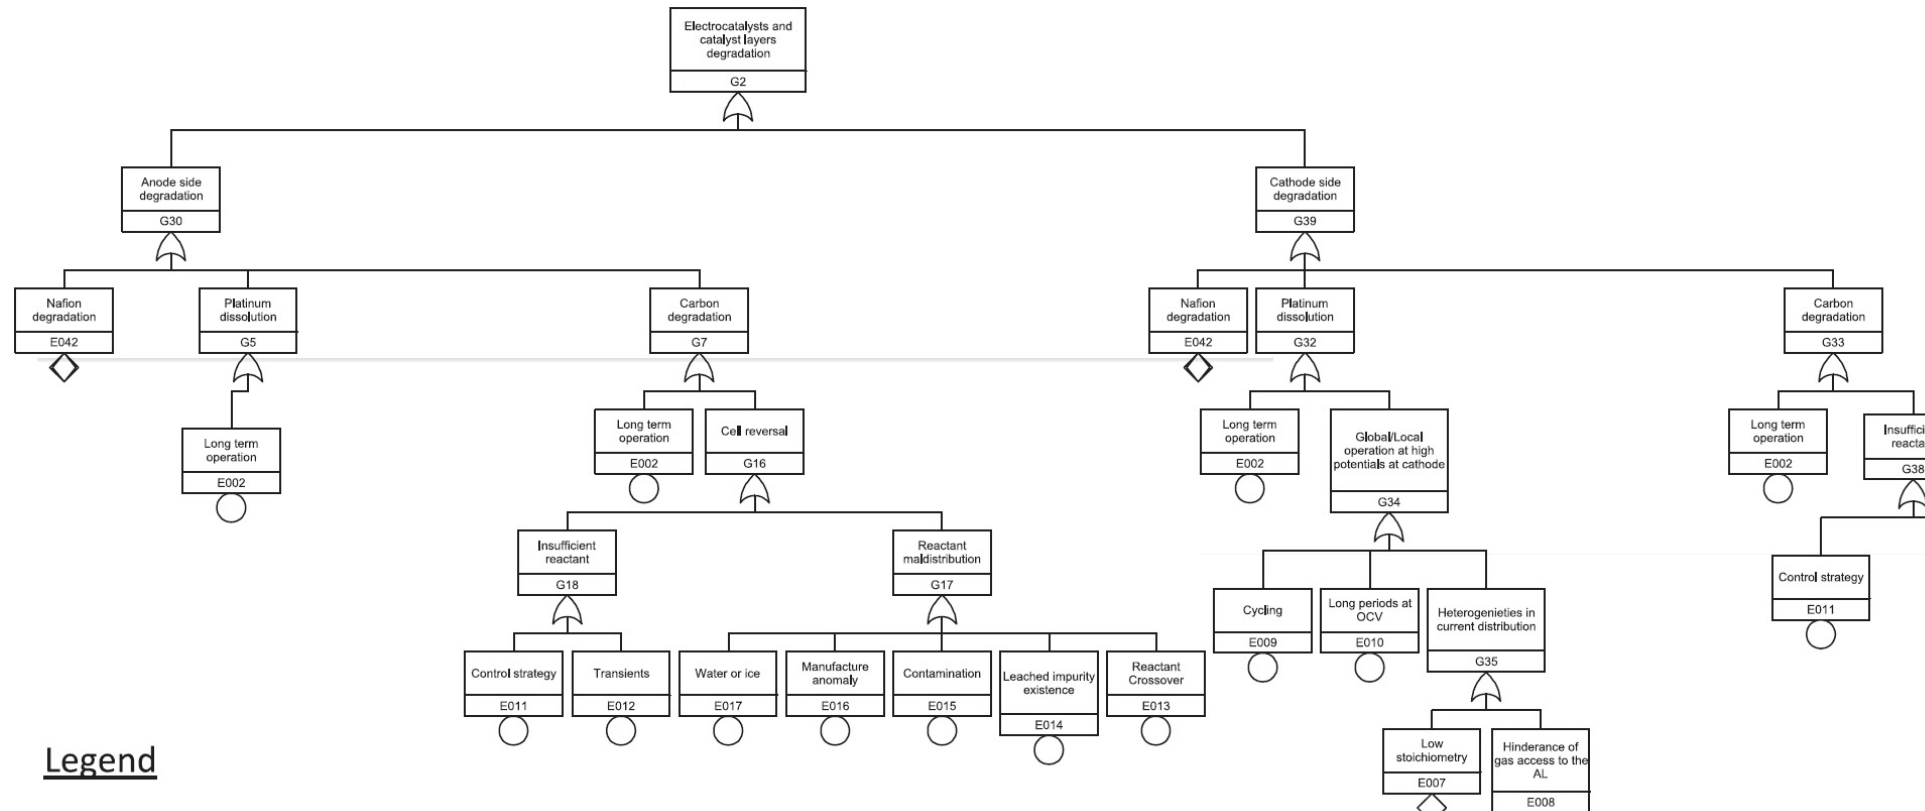 Electrocatalysts and
catalyst layers
degradation
G2
Anode side
degradation
G30
Cathode side
degradation
G39
Nafion
degradation
E042
Platinum
dissolution
G5
Carbon
degradation
G7
Nafion
degradation
E042
Platinum
dissolution
G32
Carbon
degradation
G33
Long term
operation
E002
Long term
operation
E002
Cell reversal
G16
Long term
operation
E002
Global/Local
operation at high
potentials at cathode
G34
Long term
operation
E002
G38
Insufficient
reactant
G18
Reactant
maldistribution
G17
Control strategy
E011
Cycling
E009
Long periods at
OCV
E010
Heterogenieties in
current distribution
G35
Control strategy
E011
Transients
E012
Water or ice
E017
Manufacture
anomaly
E016
Contamination
E015
Leached impurity
existence
E014
Reactant
Crossover
E013
Low
stoichiometry
E007
Hinderance of
gas access to the
AL
E008
Legend